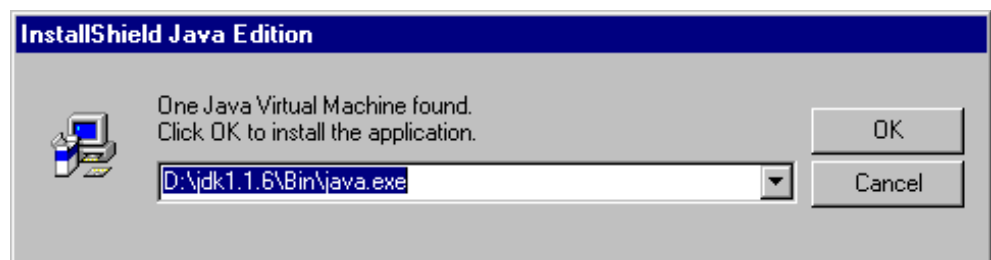 InstallShield Java Edition
One Java Virtual Machine found.
Click OK to install the application.
OK
D:\jdk1.1.6\Bin\java.exe
Cancel